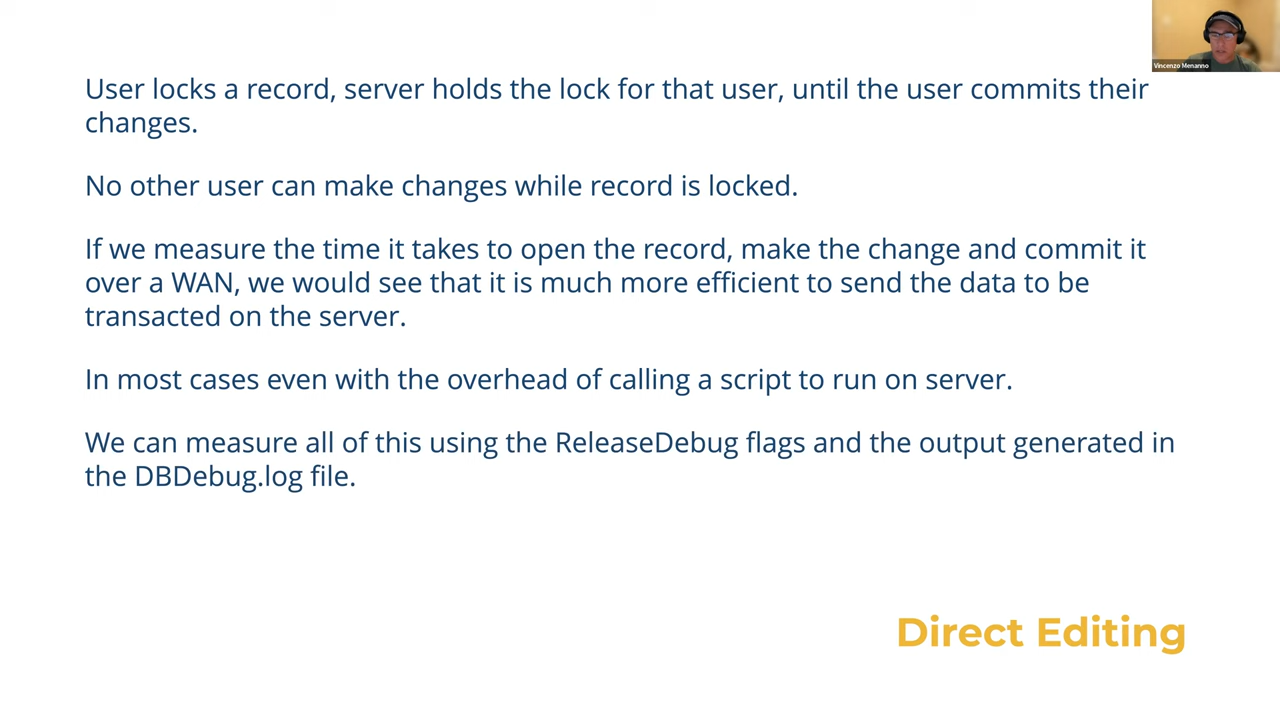 Vincenzo Menanno
User locks a record, server holds the lock for that user, until the user commits their
changes.
No other user can make changes while record is locked.
If we measure the time it takes to open the record, make the change and commit it
over a WAN, we would see that it is much more efficient to send the data to be
transacted on the server.
In most cases even with the overhead of calling a script to run on server.
We can measure all of this using the ReleaseDebug flags and the output generated in
the DBDebug.log file.
Direct Editing